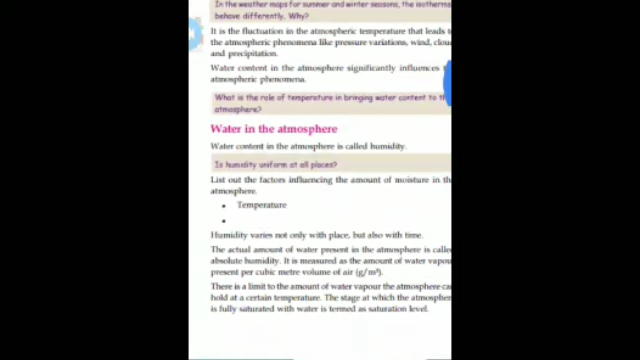 In the weather maps for summer and winter seasons, the isotherms
behave differently. Why?
It is the fluctuation in the atmospheric temperature that leads
the atmospheric phenomena like pressure variations, wind,
and precipitation.
Water content in the atmosphere significantly influences
atmospheric phenomena.
What is the role of temperature in bringing water content to
atmosphere?
Water in the atmosphere
Water content in the atmosphere is called humidity.
Is humidity uniform at all places?
List out the factors influencing the amount of moisture in
atmosphere.
• Temperature
•
Humidity varies not only with place, but also with time.
The actual amount of water present in the atmosphere is
absolute humidity. It is measured as the amount of water
present per cubic metre volume of air (g/m³).
There is a limit to the amount of water vapour the atmosphere
hold at a certain temperature. The stage at which the
is fully saturated with water is termed as saturation level.